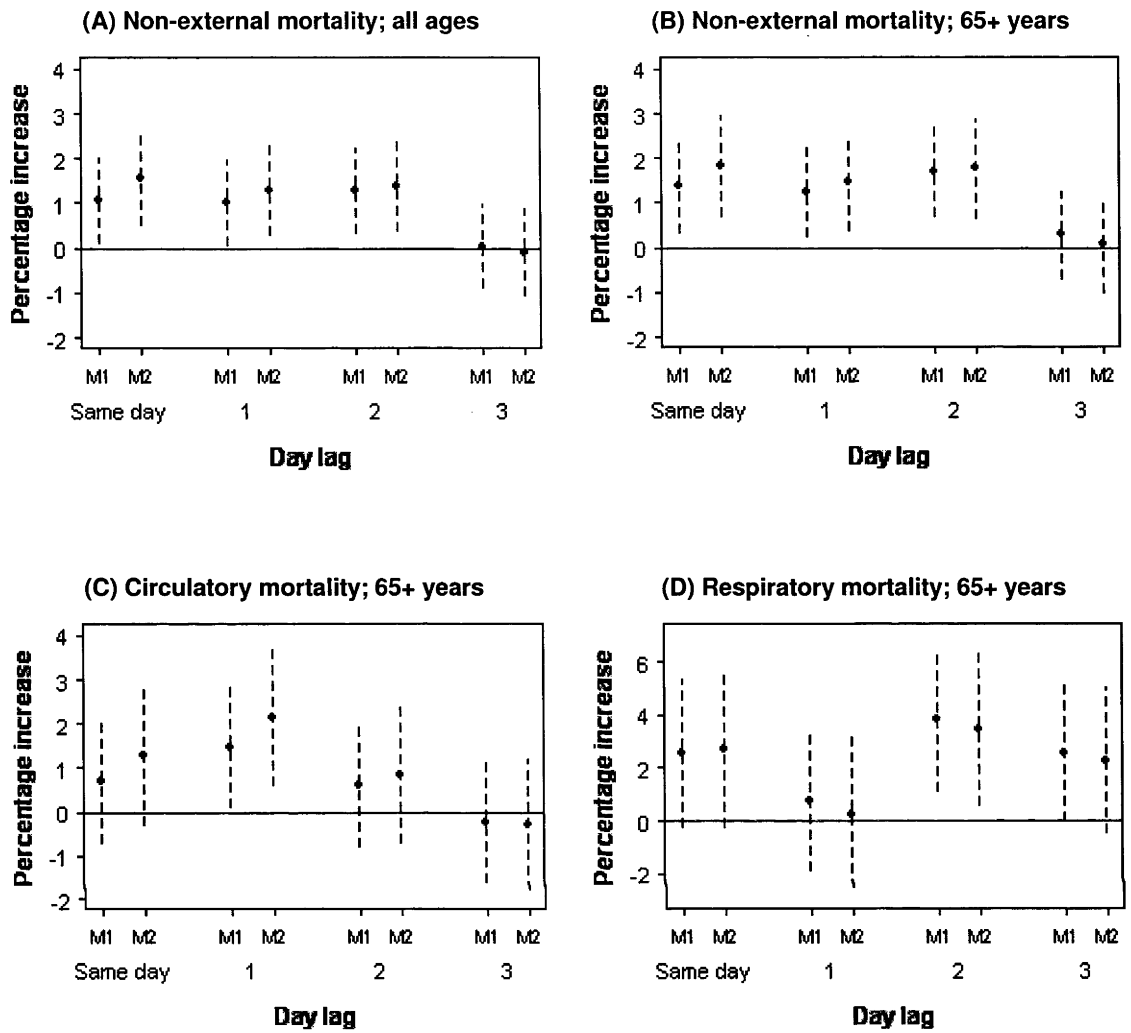 (A) Non-external mortality; all ages
Percentage increase
4
3
2
1
0
-1
-2
M1 M2 M1 M2 M1 M2 M1 M2
Same day 1 2 3
Day lag
(B) Non-external mortality; 65+ years
Percentage increase
4
3
2
1
0
-1
-2
M1 M2 M1 M2 M1 M2 M1 M2
Same day 1 2 3
Day lag
(C) Circulatory mortality; 65+ years
Percentage increase
4
3
2
1
0
-1
-2
M1 M2 M1 M2 M1 M2 M1 M2
Same day 1 2 3
Day lag
(D) Respiratory mortality; 65+ years
Percentage increase
6
4
2
0
-2
M1 M2 M1 M2 M1 M2 M1 M2
Same day 1 2 3
Day lag